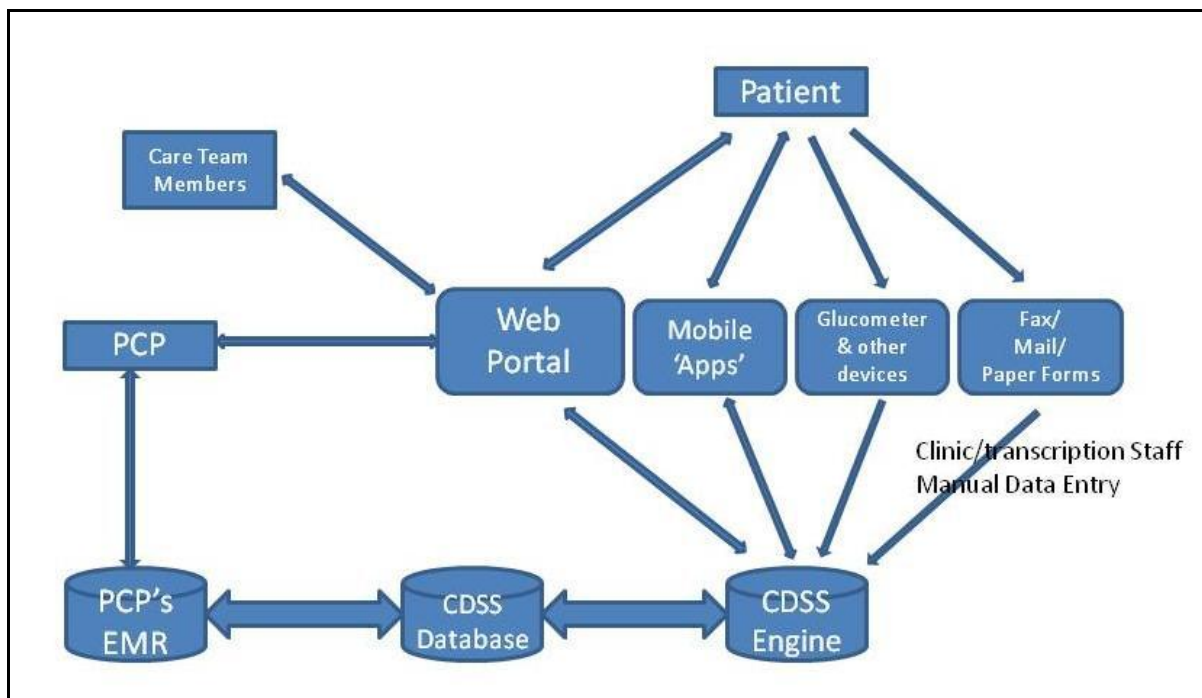 Patient
Care Team
Members
Web
Portal
Mobile
‘Apps’
Glucometer
& other
devices
Fax/
Mail/
Paper Forms
PCP
Clinic/transcription Staff
Manual Data Entry
PCP’s
EMR
CDSS
Database
CDSS
Engine